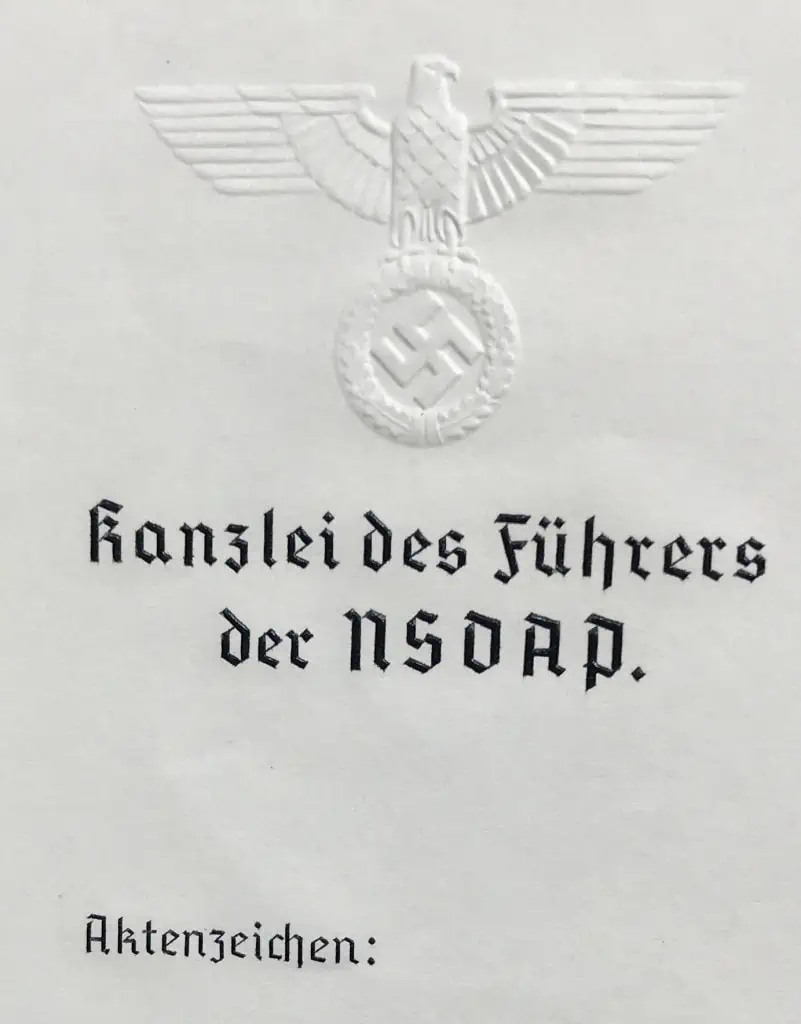 Kanzlei des Führers
der NSDAP.
Aktenzeichen: